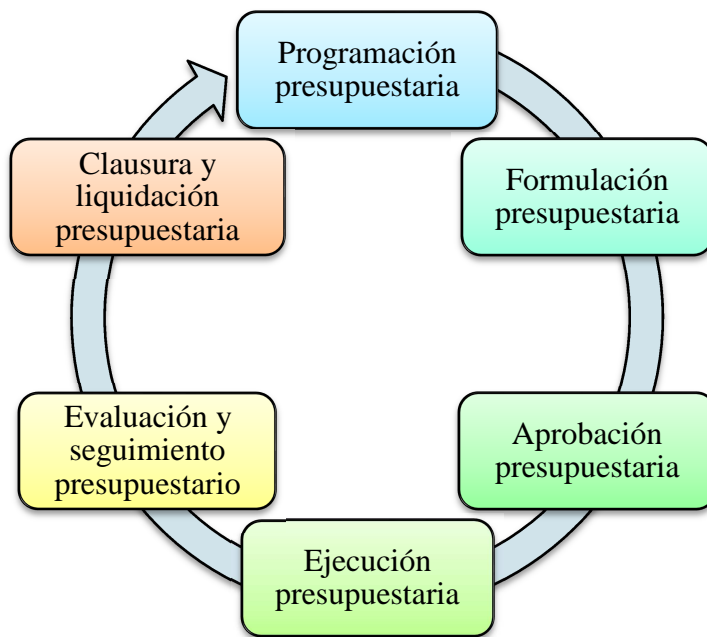 Programación
presupuestaria
Formulación
presupuestaria
Aprobación
presupuestaria
Ejecución
presupuestaria
Evaluación y
seguimiento
presupuestario
Clausura y
liquidación
presupuestaria